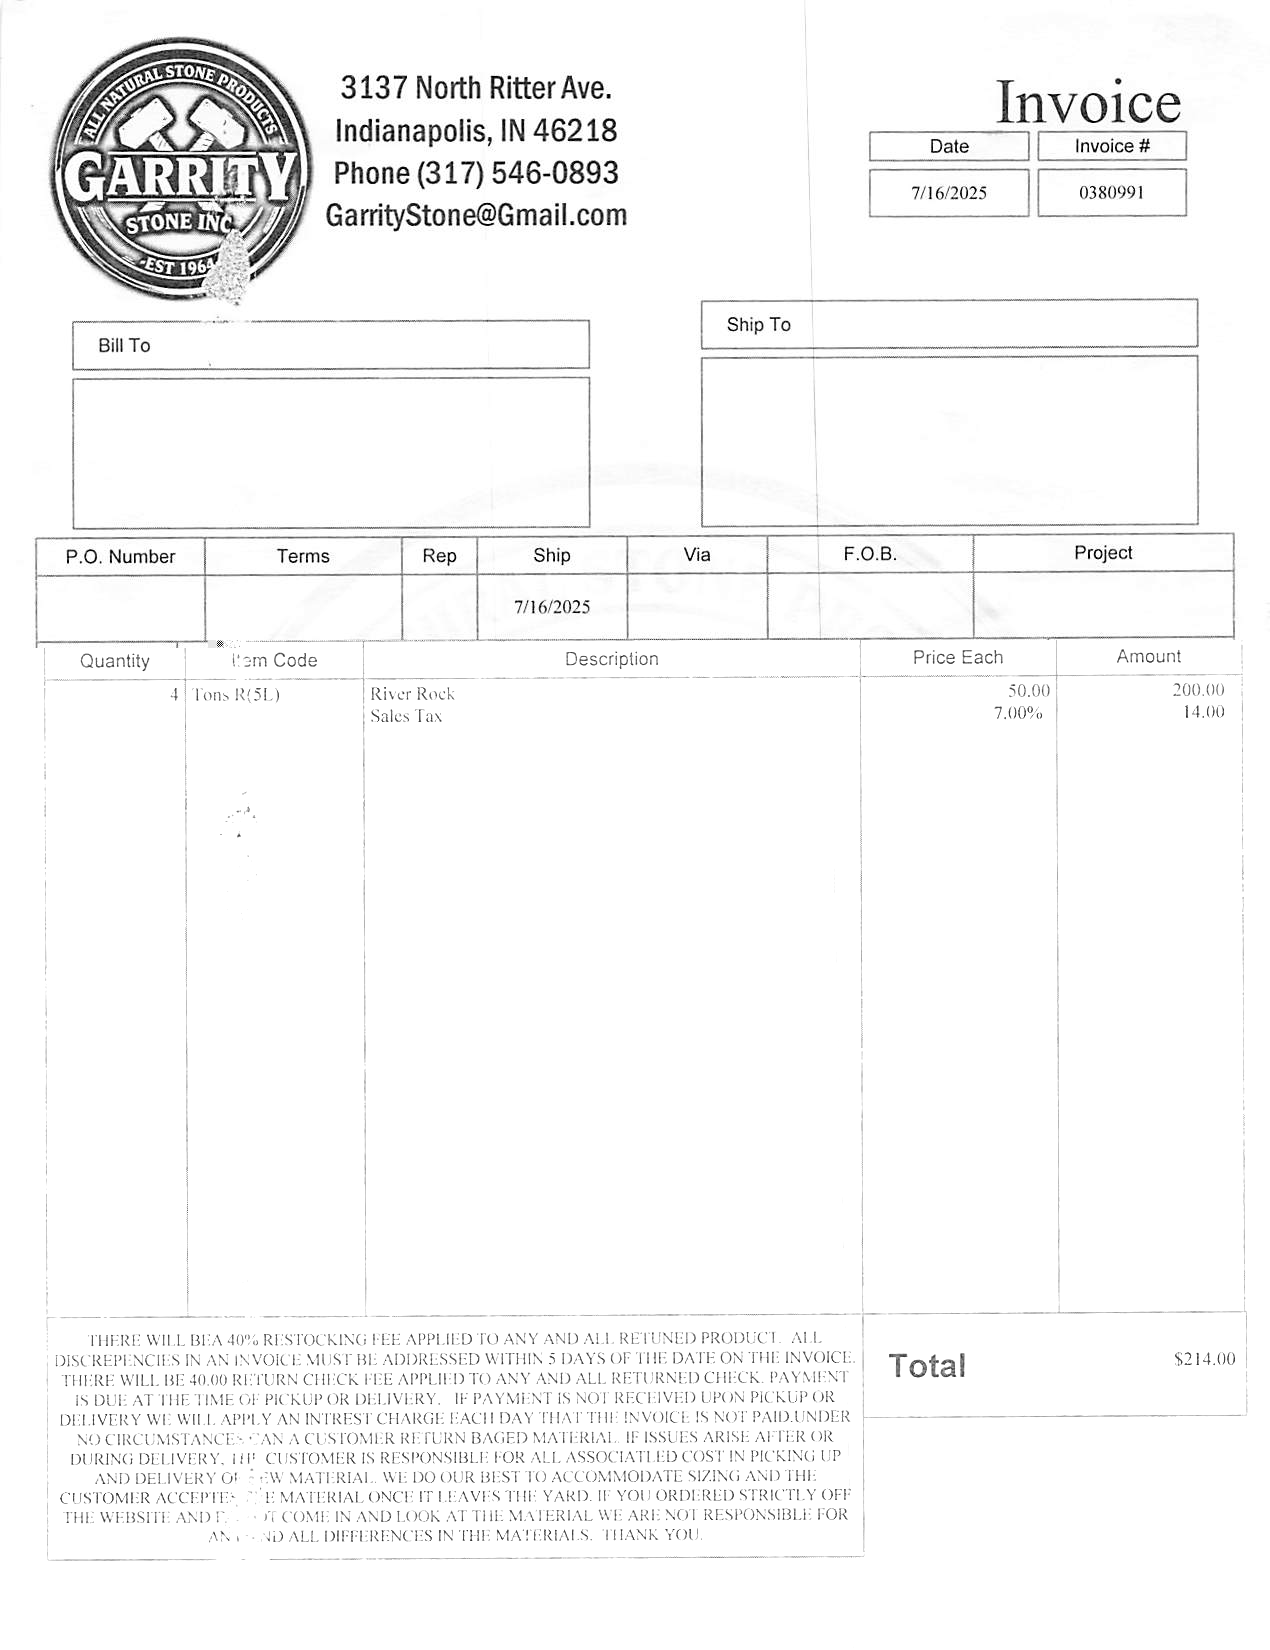 ALL NATURAL STONE PRODUCTS
GARRITY
STONE INC
EST 1964
3137 North Ritter Ave.
Indianapolis, IN 46218
Phone (317) 546-0893
GarrityStone@Gmail.com
Invoice
Date Invoice #
7/16/2025 0380991
Bill To
Ship To
P.O. Number Terms Rep Ship Via F.O.B. Project
7/16/2025
Quantity Item Code Description Price Each Amount
4 Tons R(5L) River Rock 50.00 200.00
Sales Tax 7.00% 14.00
THERE WILL BE A 40% RESTOCKING FEE APPLIED TO ANY AND ALL RETUNED PRODUCT. ALL
DISCREPENCIES IN AN INVOICE MUST BE ADDRESSED WITHIN 5 DAYS OF THE DATE ON THE INVOICE.
THERE WILL BE 40.00 RETURN CHECK FEE APPLIED TO ANY AND ALL RETURNED CHECK. PAYMENT
IS DUE AT THE TIME OF PICKUP OR DELIVERY. IF PAYMENT IS NOT RECEIVED UPON PICKUP OR
DELIVERY WE WILL APPLY AN INTREST CHARGE EACH DAY THAT THE INVOICE IS NOT PAID.UNDER
NO CIRCUMSTANCES CAN A CUSTOMER RETURN BAGED MATERIAL. IF ISSUES ARISE AFTER OR
DURING DELIVERY, THE CUSTOMER IS RESPONSIBLE FOR ALL ASSOCIATLED COST IN PICKING UP
AND DELIVERY OF NEW MATERIAL. WE DO OUR BEST TO ACCOMMODATE SIZING AND THE
CUSTOMER ACCEPTES THE MATERIAL ONCE IT LEAVES THE YARD. IF YOU ORDERED STRICTLY OFF
THE WEBSITE AND COME IN AND LOOK AT THE MATERIAL WE ARE NOT RESPONSIBLE FOR
ANY AND ALL DIFFERENCES IN THE MATERIALS. THANK YOU.
Total $214.00